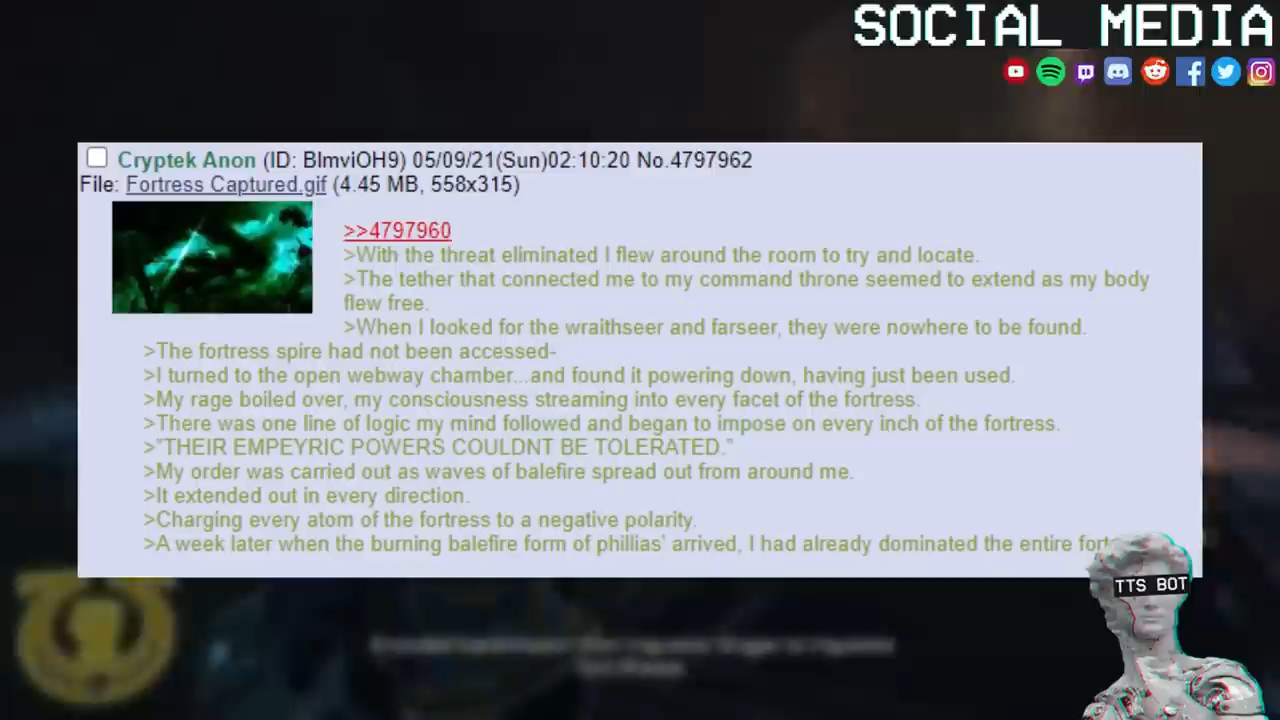 SOCIAL MEDIA
Cryptek Anon (ID: BlmviOH9) 05/09/21(Sun)02:10:20 No.4797962
File: Fortress Captured.gif (4.45 MB, 558x315)
>>4797960
>With the threat eliminated I flew around the room to try and locate.
>The tether that connected me to my command throne seemed to extend as my body
flew free.
>When I looked for the wraithseer and farseer, they were nowhere to be found.
>The fortress spire had not been accessed-
>I turned to the open webway chamber...and found it powering down, having just been used.
>My rage boiled over, my consciousness streaming into every facet of the fortress.
>There was one line of logic my mind followed and began to impose on every inch of the fortress.
>"THEIR EMPEYRIC POWERS COULDNT BE TOLERATED."
>My order was carried out as waves of balefire spread out from around me.
>It extended out in every direction.
>Charging every atom of the fortress to a negative polarity.
>A week later when the burning balefire form of phillias' arrived, I had already dominated the entire
TTS BOT